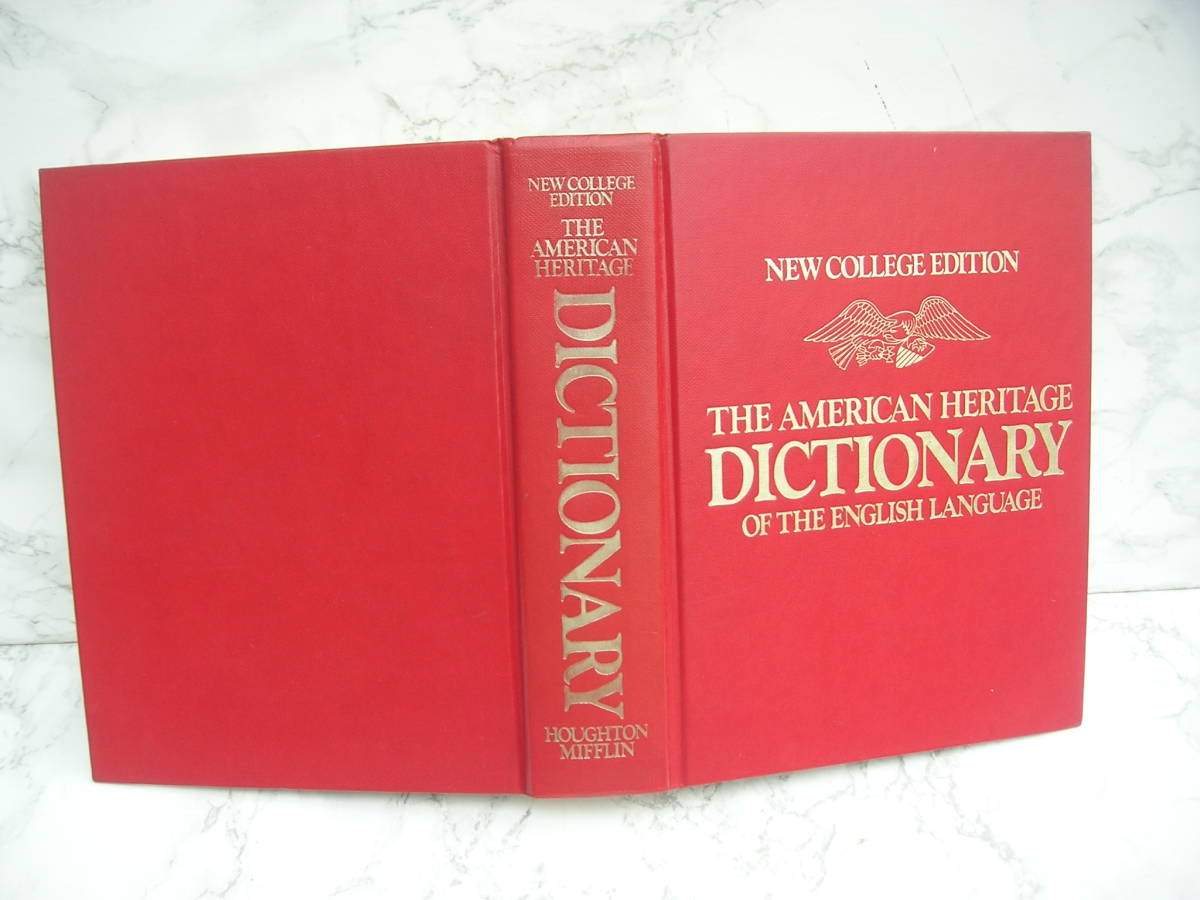 NEW COLLEGE
EDITION
THE
AMERICAN
HERITAGE
DICTIONARY
HOUGHTON
MIFFLIN
NEW COLLEGE EDITION
THE AMERICAN HERITAGE
DICTIONARY
OF THE ENGLISH LANGUAGE